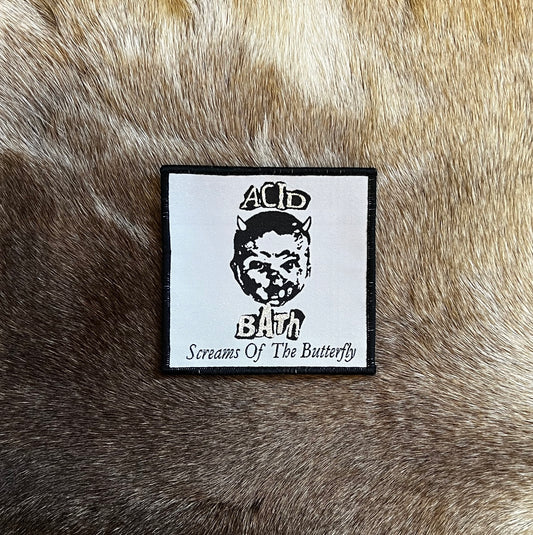 ACID
BATh
Screams Of The Butterfly